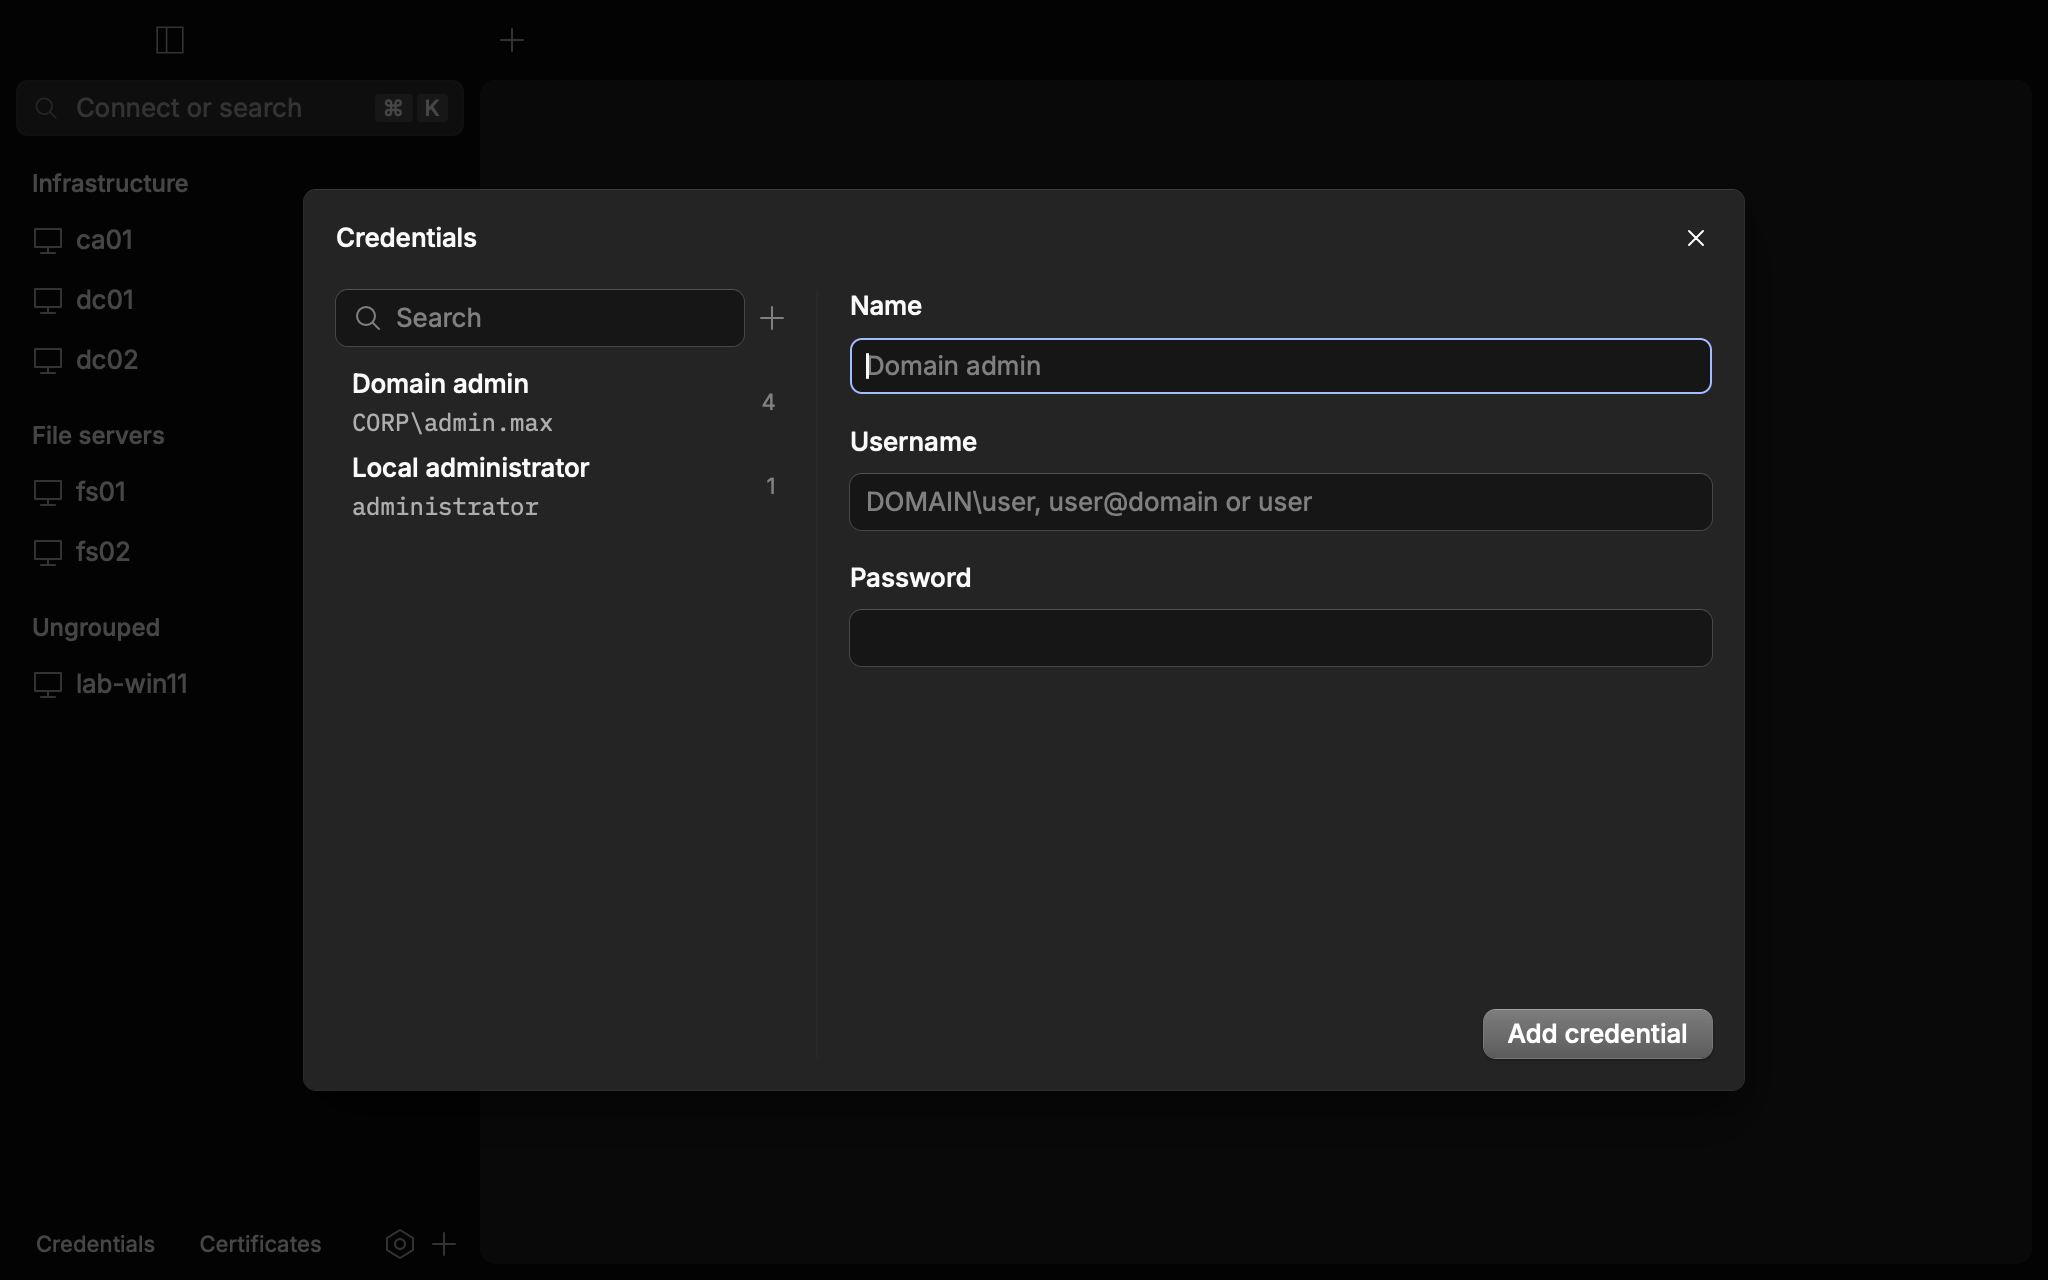 Connect or search ⌘ K
Infrastructure
ca01
dc01
dc02
File servers
fs01
fs02
Ungrouped
lab-win11
Credentials Certificates
Credentials
Search
Domain admin
CORP\admin.max
4
Local administrator
administrator
1
Name
Domain admin
Username
DOMAIN\user, user@domain or user
Password
Add credential